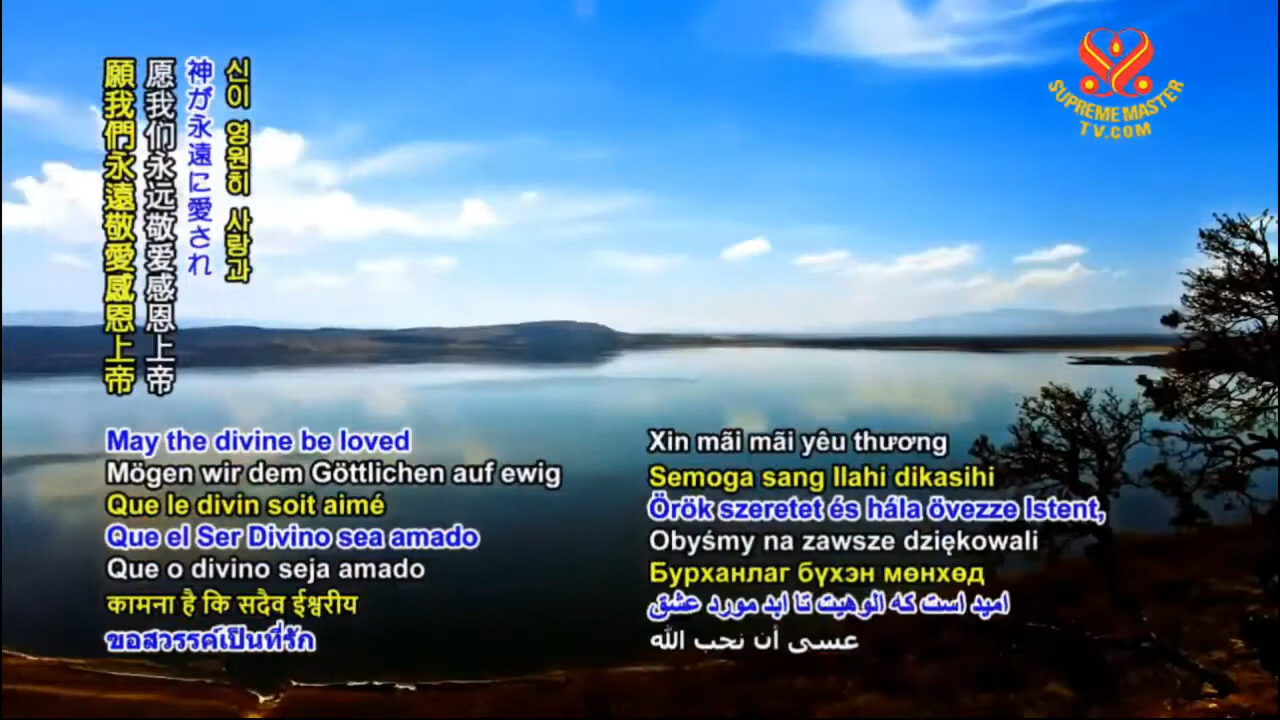 願我們永遠敬愛感恩上帝
愿我们永远敬爱感恩上帝
神が永遠に愛され
신이 영원히 사랑과
SUPREME MASTER
TV.COM
May the divine be loved
Mögen wir dem Göttlichen auf ewig
Que le divin soit aimé
Que el Ser Divino sea amado
Que o divino seja amado
कामना है कि सदैव ईश्वरीय
ขอสวรรค์เป็นที่รัก
Xin mãi mãi yêu thương
Semoga sang Ilahi dikasihi
Örök szeretet és hála övezze Istent,
Obyśmy na zawsze dziękowali
Бурханлаг бүхэн мөнхөд
امید است که الوهیت تا ابد مورد عشق
عسى أن نحب الله